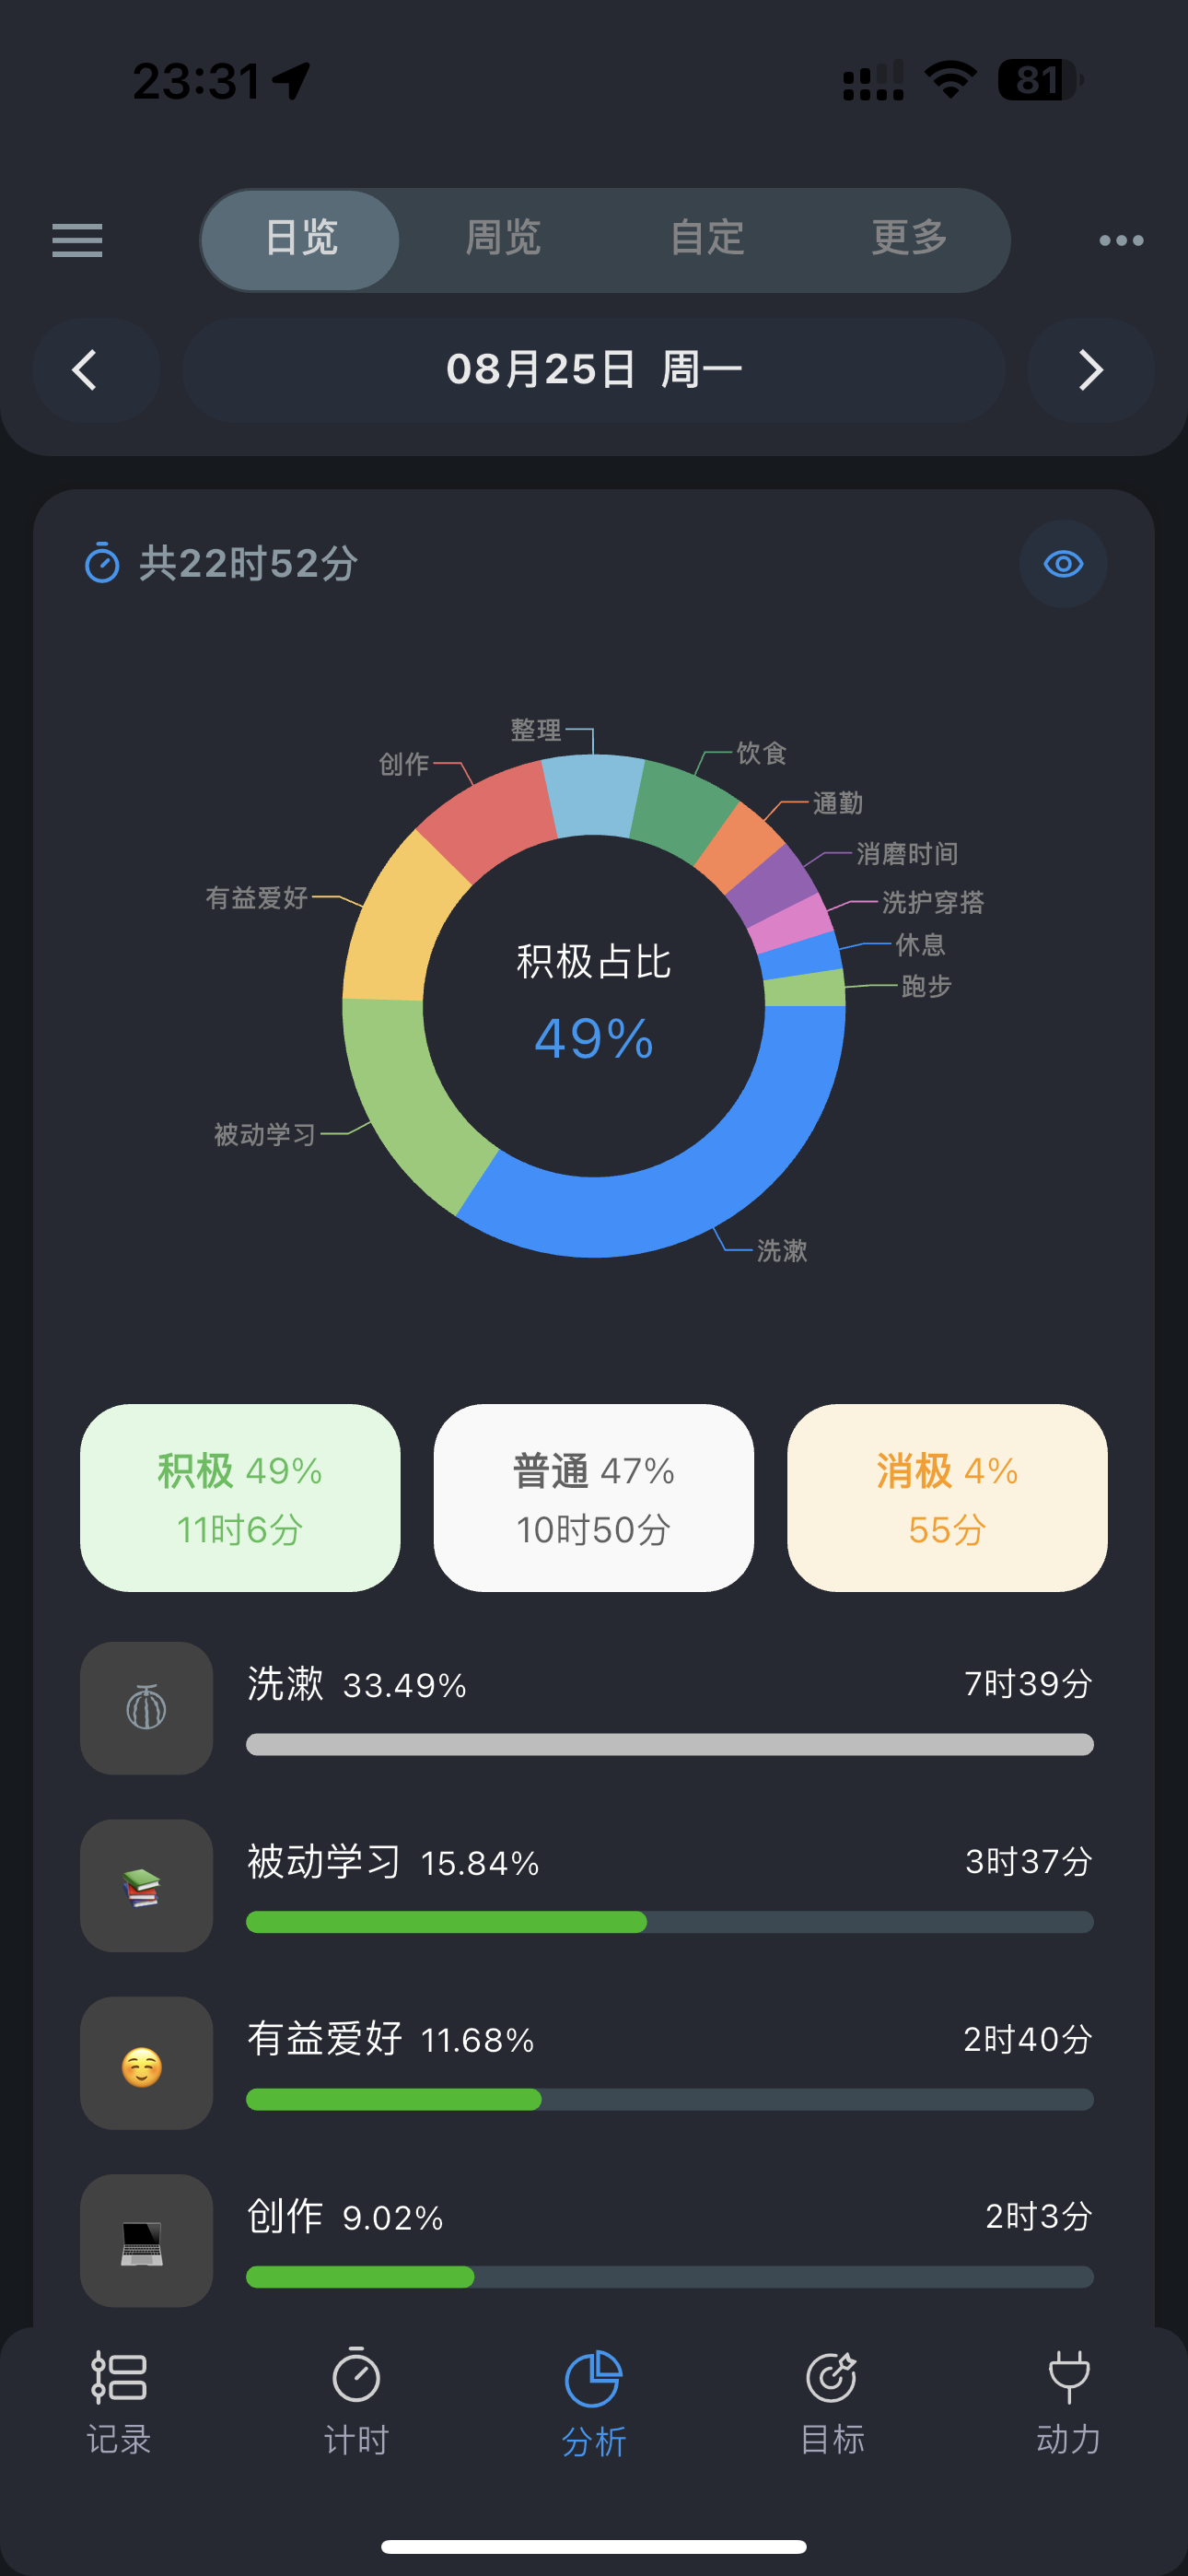 23:31
81
日览 周览 自定 更多
08月25日 周一
共22时52分
整理
饮食
创作
通勤
消磨时间
有益爱好
洗护穿搭
休息
积极占比
跑步
49%
被动学习
洗漱
积极 49%
11时6分
普通 47%
10时50分
消极 4%
55分
洗漱 33.49% 7时39分
被动学习 15.84% 3时37分
有益爱好 11.68% 2时40分
创作 9.02% 2时3分
记录 计时 分析 目标 动力